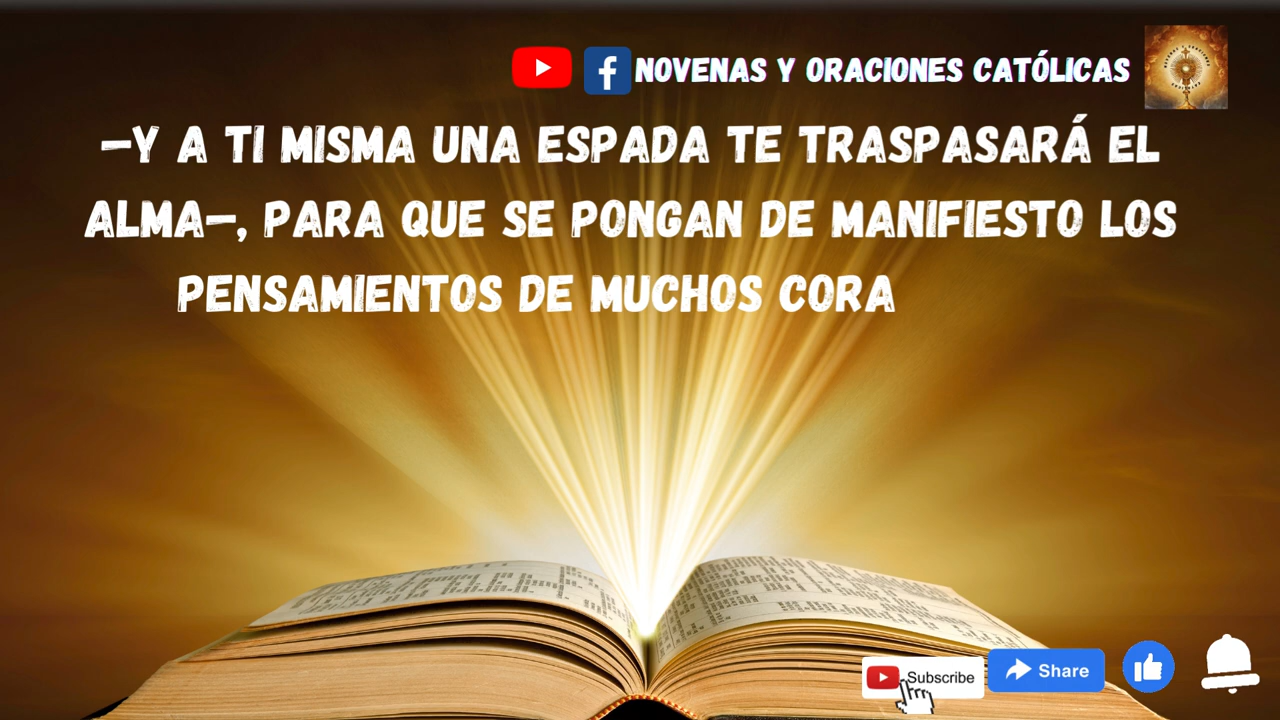 NOVENAS Y ORACIONES CATÓLICAS
—Y A TI MISMA UNA ESPADA TE TRASPASARÁ EL
ALMA—, PARA QUE SE PONGAN DE MANIFIESTO LOS
PENSAMIENTOS DE MUCHOS CORA
Subscribe
Share